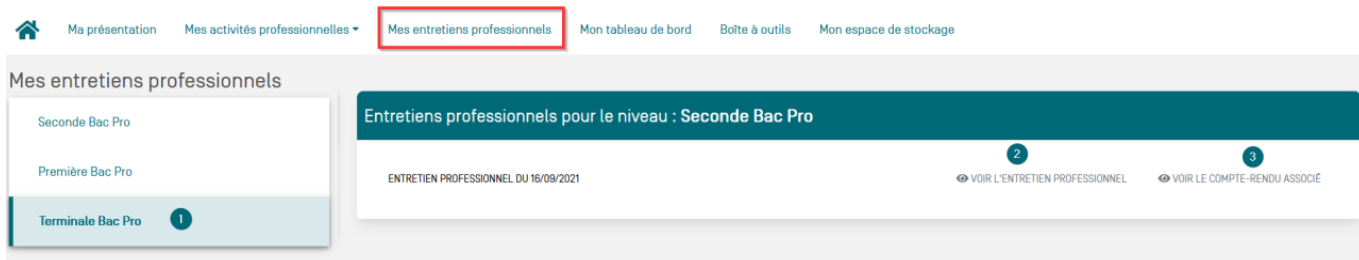 Ma présentation Mes activités professionnelles Mes entretiens professionnels Mon tableau de bord Boîte à outils Mon espace de stockage
Mes entretiens professionnels
Seconde Bac Pro
Première Bac Pro
Terminale Bac Pro 1
Entretiens professionnels pour le niveau : Seconde Bac Pro
2 3
ENTRETIEN PROFESSIONNEL DU 16/09/2021 VOIR L'ENTRETIEN PROFESSIONNEL VOIR LE COMPTE-RENDU ASSOCIÉ